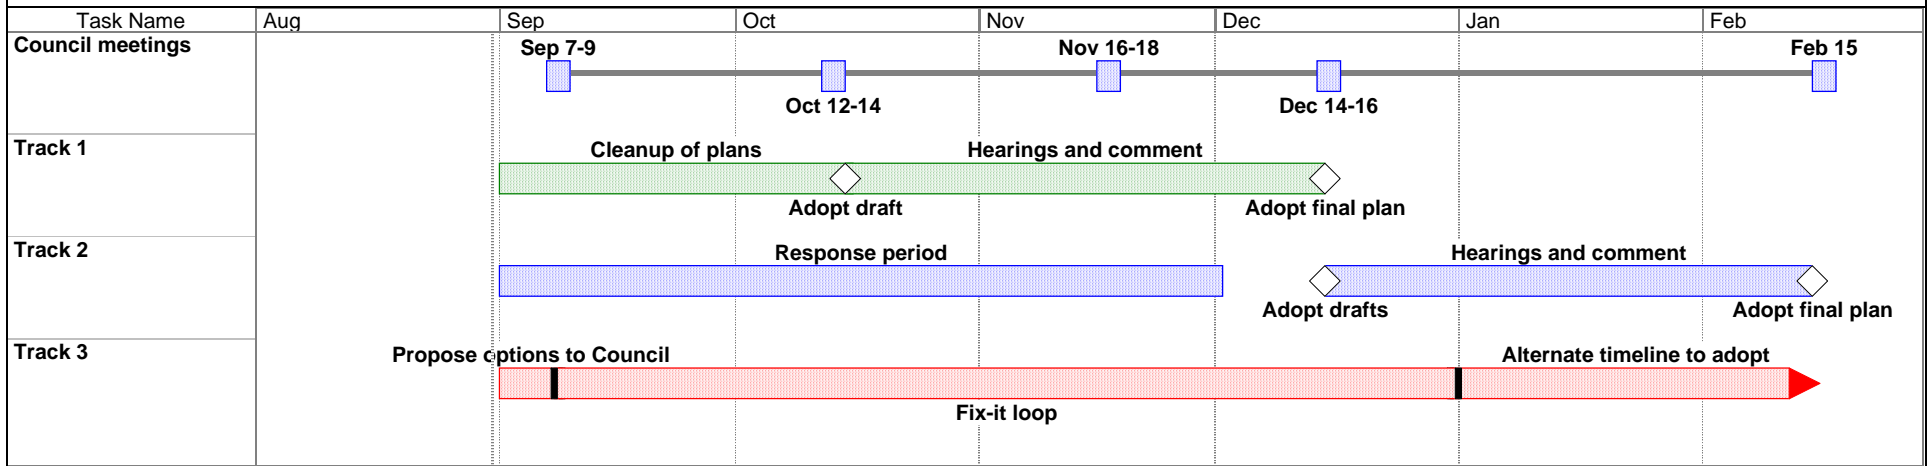 Task Name Aug Sep Oct Nov Dec Jan Feb
Council meetings
Sep 7-9 Nov 16-18 Feb 15
Oct 12-14 Dec 14-16
Track 1
Cleanup of plans Hearings and comment
Adopt draft Adopt final plan
Track 2
Response period Hearings and comment
Adopt drafts Adopt final plan
Track 3
Propose options to Council Alternate timeline to adopt
Fix-it loop